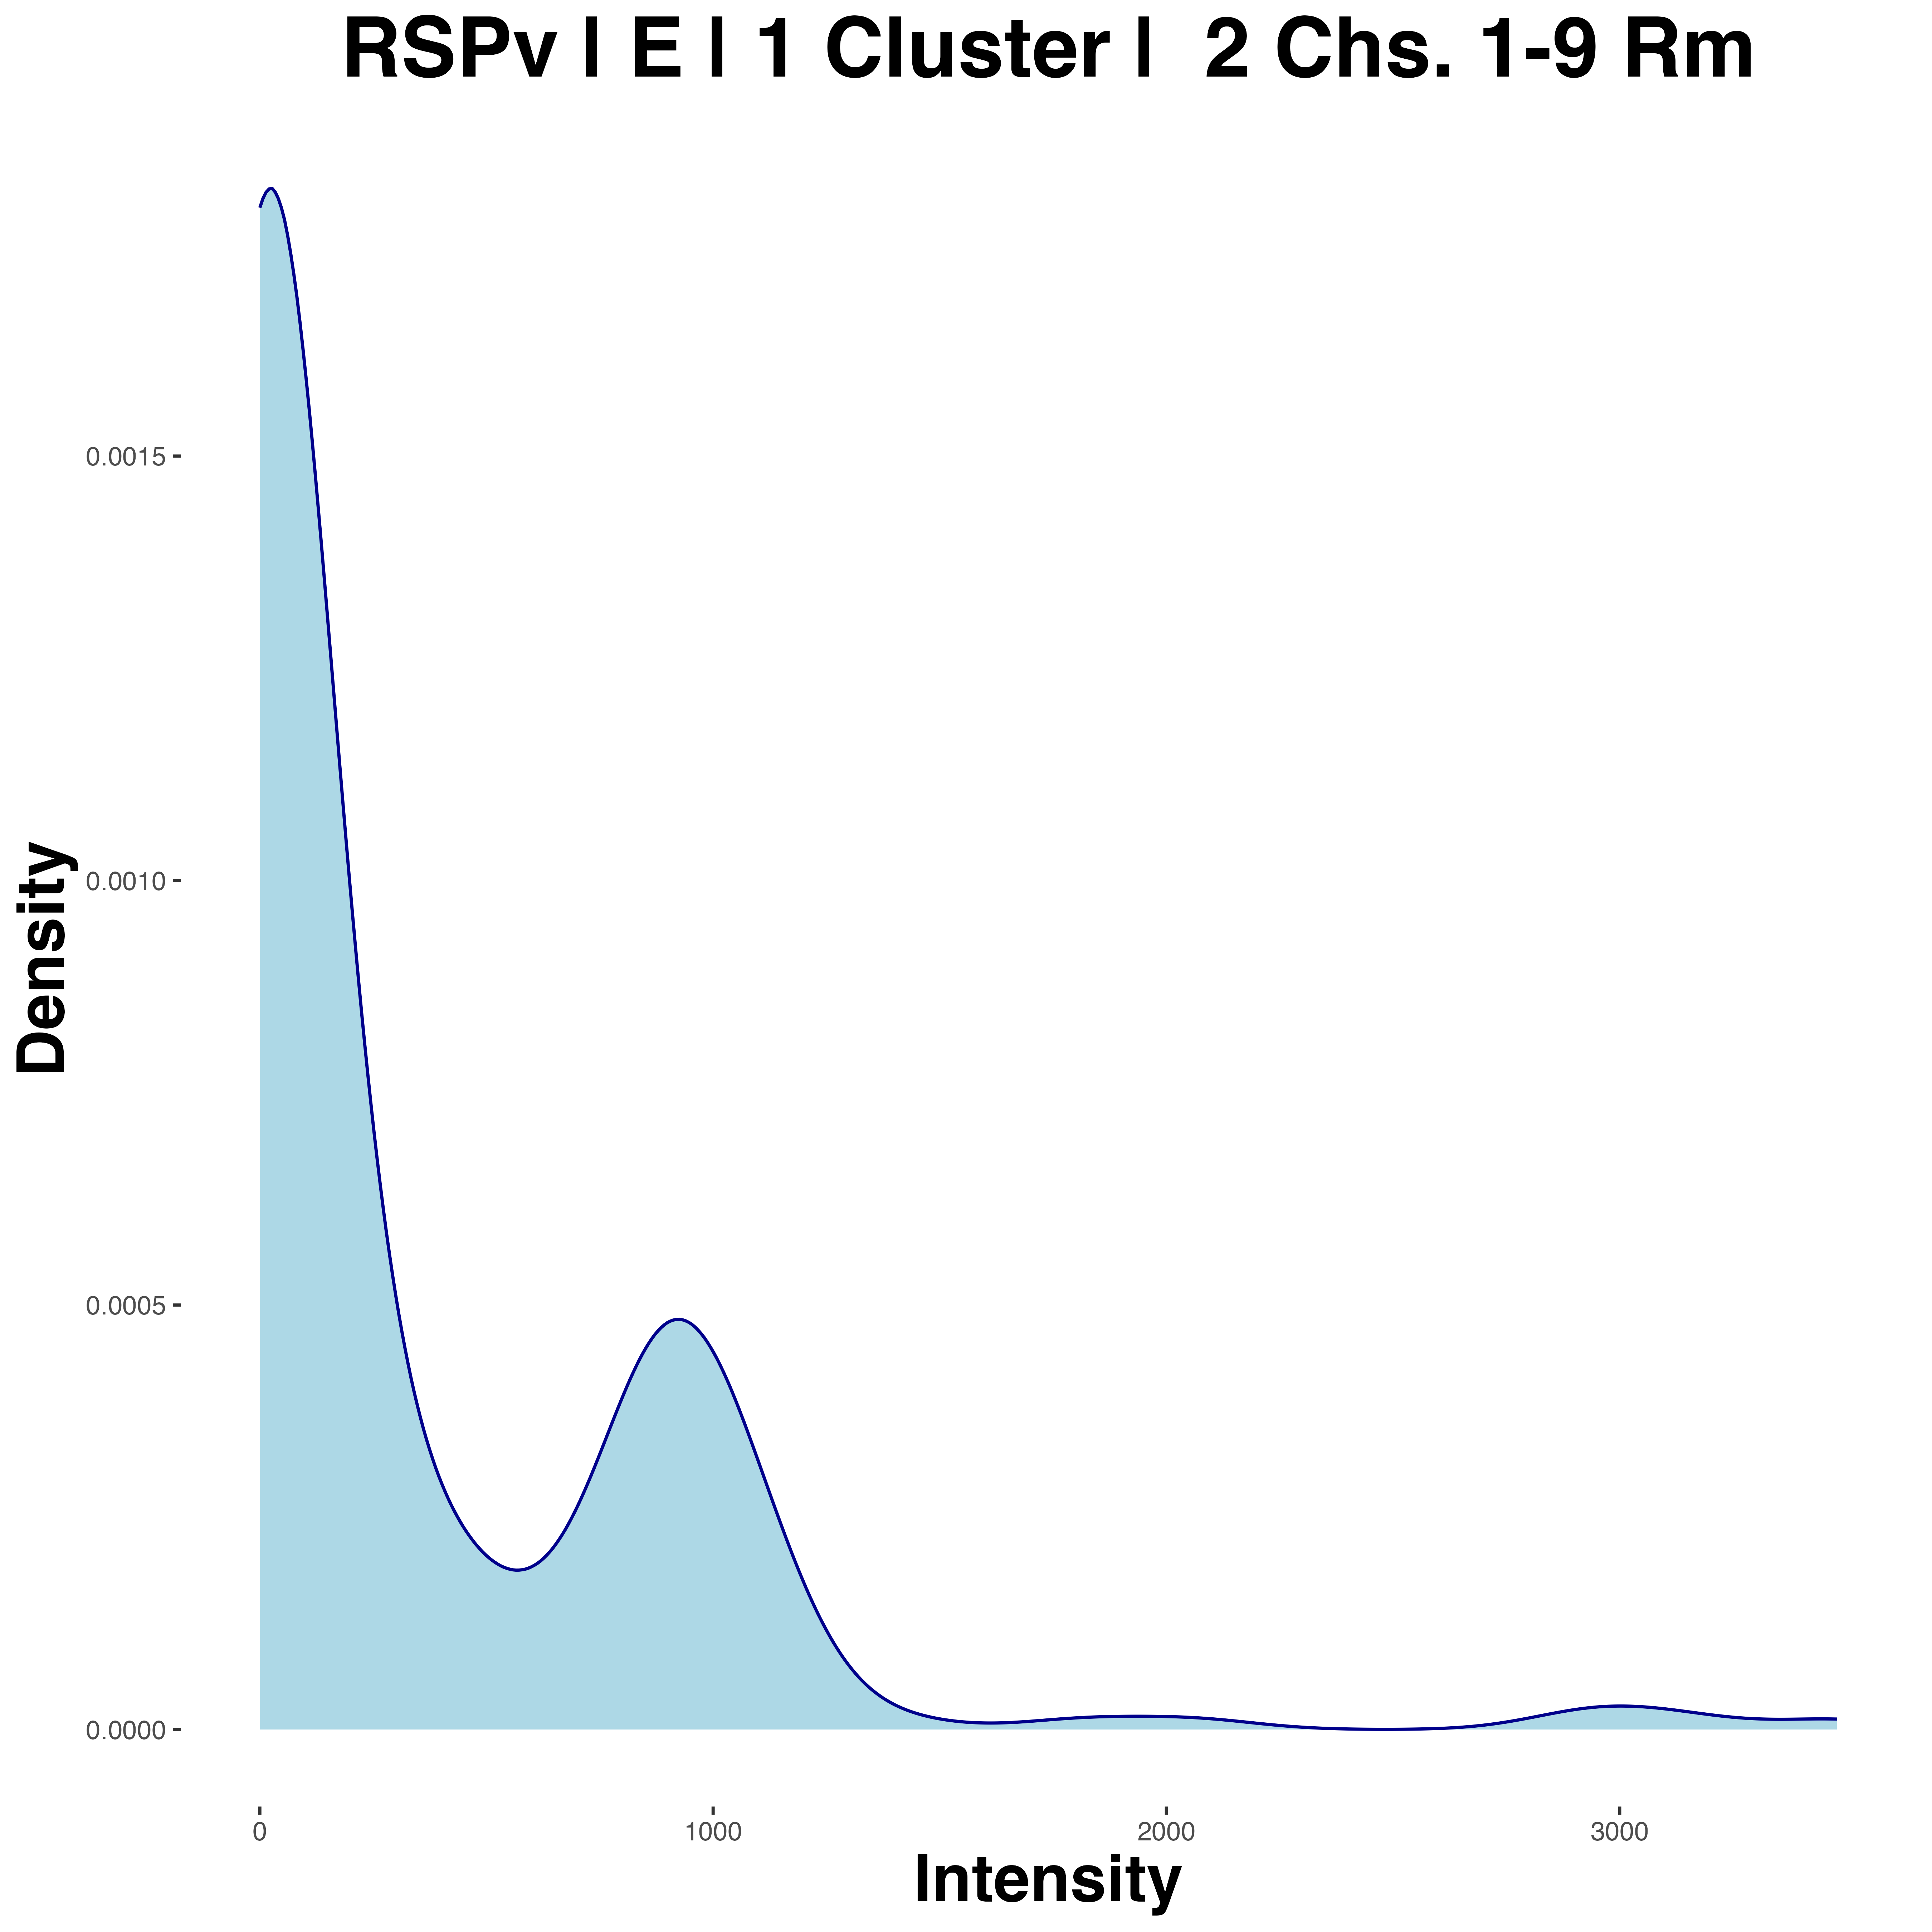 RSPv | E | 1 Cluster |  2 Chs. 1-9 Rm
Density
0.0015
0.0010
0.0005
0.0000
0 1000 2000 3000
Intensity